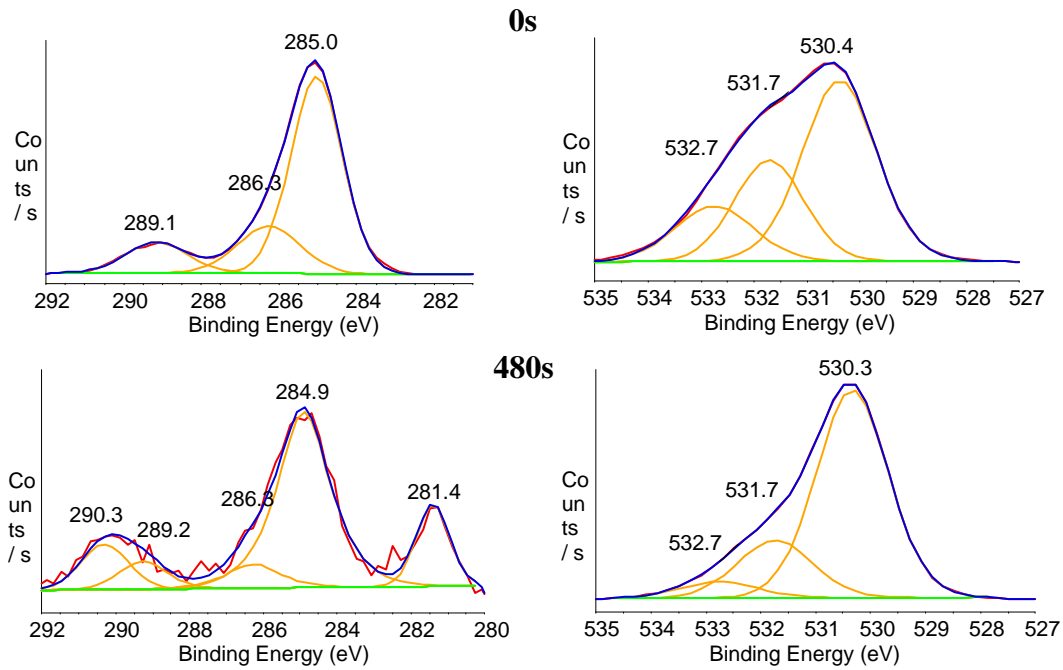 0s
285.0
286.3
289.1
Co
un
ts
/ s
292 290 288 286 284 282
Binding Energy (eV)
530.4
531.7
532.7
Co
un
ts
/ s
535 534 533 532 531 530 529 528 527
Binding Energy (eV)
480s
284.9
286.3
281.4
290.3
289.2
Co
un
ts
/ s
292 290 288 286 284 282 280
Binding Energy (eV)
530.3
531.7
532.7
Co
un
ts
/ s
535 534 533 532 531 530 529 528 527
Binding Energy (eV)